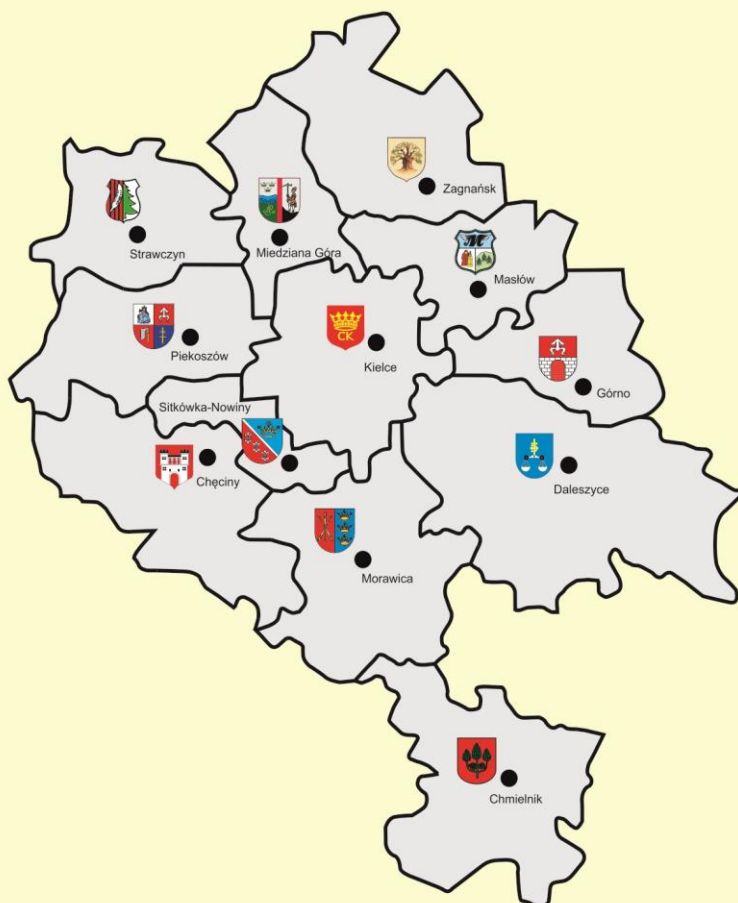 Zagnańsk
Strawczyn
Miedziana Góra
Masłów
Piekoszów
CK
Kielce
Górno
Sitkówka-Nowiny
Chęciny
Daleszyce
Morawica
Chmielnik